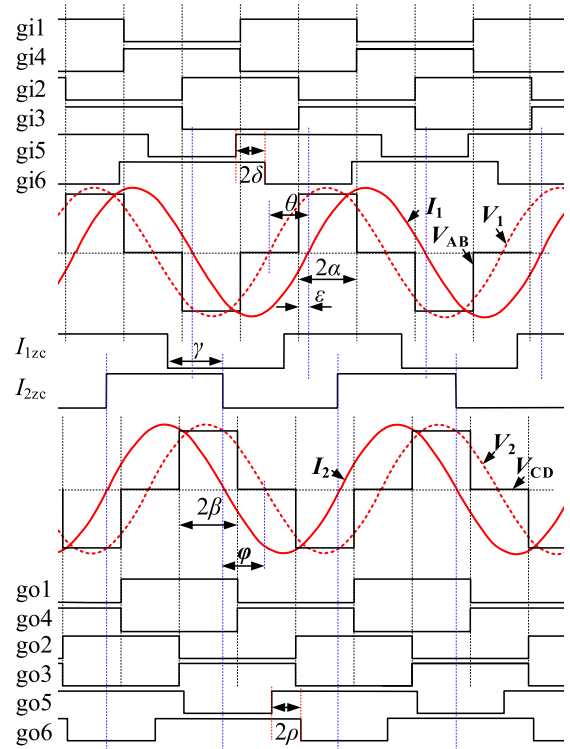 gi1
gi4
gi2
gi3
gi5
gi6
2δ
θ
I1
V1
VAB
2α
ε
I1zc
γ
I2zc
I2
V2
VCD
2β
φ
go1
go4
go2
go3
go5
go6
2ρ